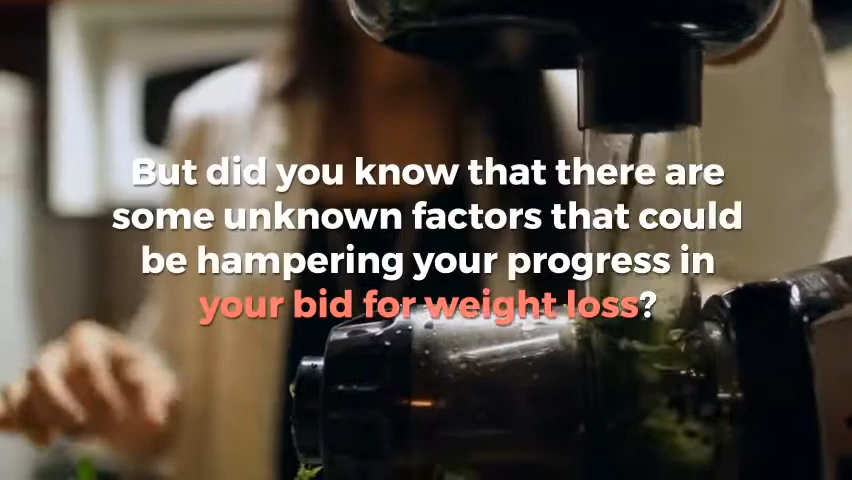 But did you know that there are
some unknown factors that could
be hampering your progress in
your bid for weight loss?